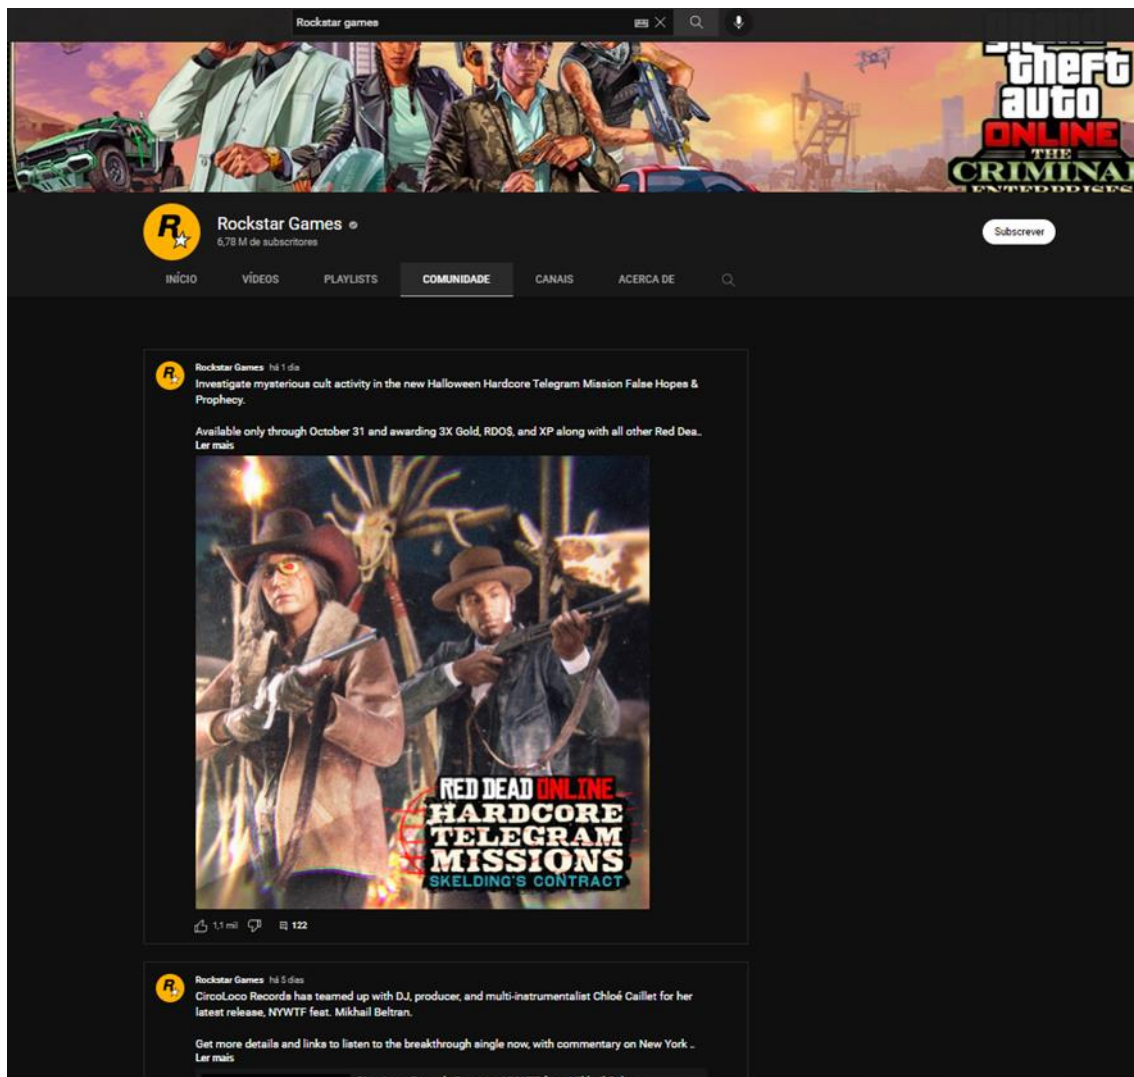 Rockstar games
theft
auto
ONLINE
THE
CRIMINAL
ENTERPRISES
R
Rockstar Games
6,78 M de subscritores
Subscrever
INÍCIO VÍDEOS PLAYLISTS COMUNIDADE CANAIS ACERCA DE
R
Rockstar Games há 1 dia
Investigate mysterious cult activity in the new Halloween Hardcore Telegram Mission False Hopes &
Prophecy.
Available only through October 31 and awarding 3X Gold, RDO$, and XP along with all other Red Dea...
Ler mais
RED DEAD ONLINE
HARDCORE
TELEGRAM
MISSIONS
SKELDING'S CONTRACT
1,1 mil 122
R
Rockstar Games há 5 dias
CircoLoco Records has teamed up with DJ, producer, and multi-instrumentalist Chloé Caillet for her
latest release, NYWTF feat. Mikhail Beltran.
Get more details and links to listen to the breakthrough single now, with commentary on New York ...
Ler mais